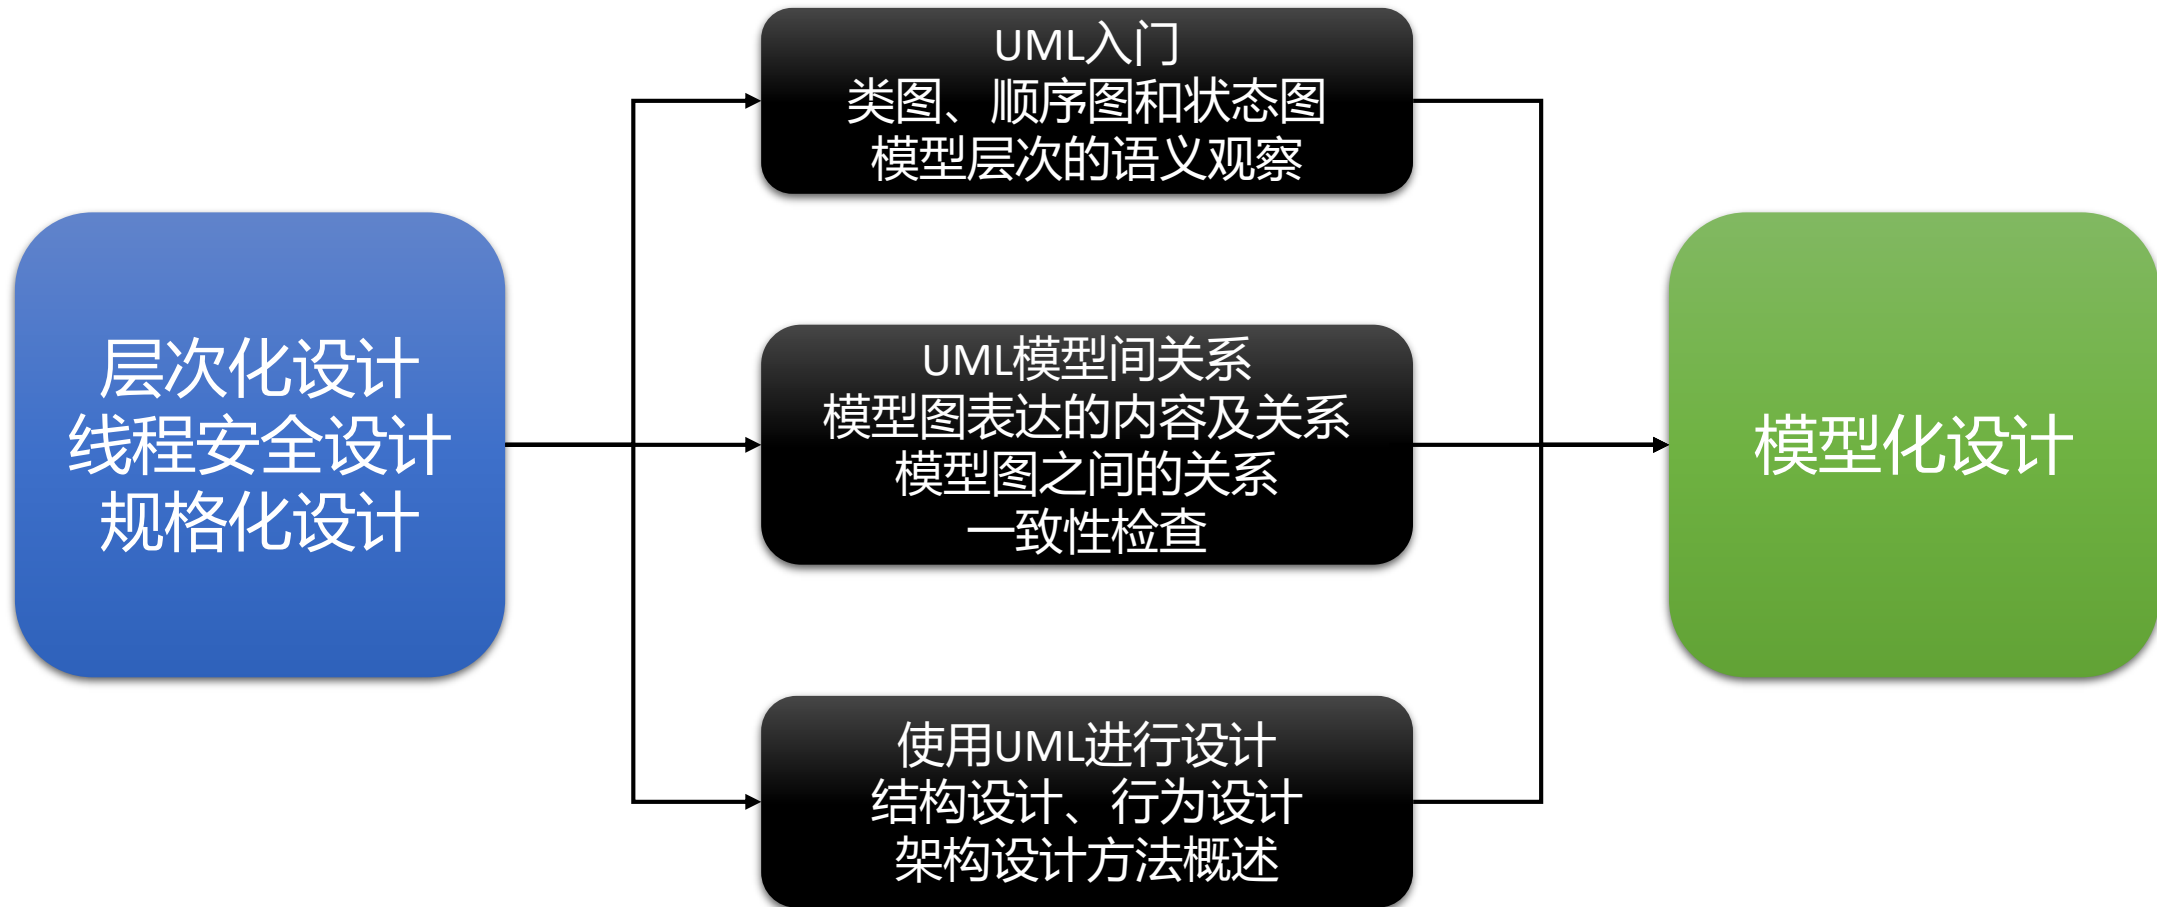 层次化设计
线程安全设计
规格化设计
UML入门
类图、顺序图和状态图
模型层次的语义观察
UML模型间关系
模型图表达的内容及关系
模型图之间的关系
一致性检查
使用UML进行设计
结构设计、行为设计
架构设计方法概述
模型化设计